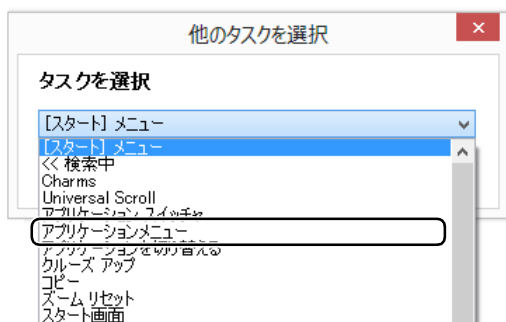 他のタスクを選択
タスクを選択
[スタート] メニュー
[スタート] メニュー
<< 検索中
Charms
Universal Scroll
アプリケーション スイッチャ
アプリケーションメニュー
アプリケーションを切り替える
クルーズ アップ
コピー
ズーム リセット
スタート画面